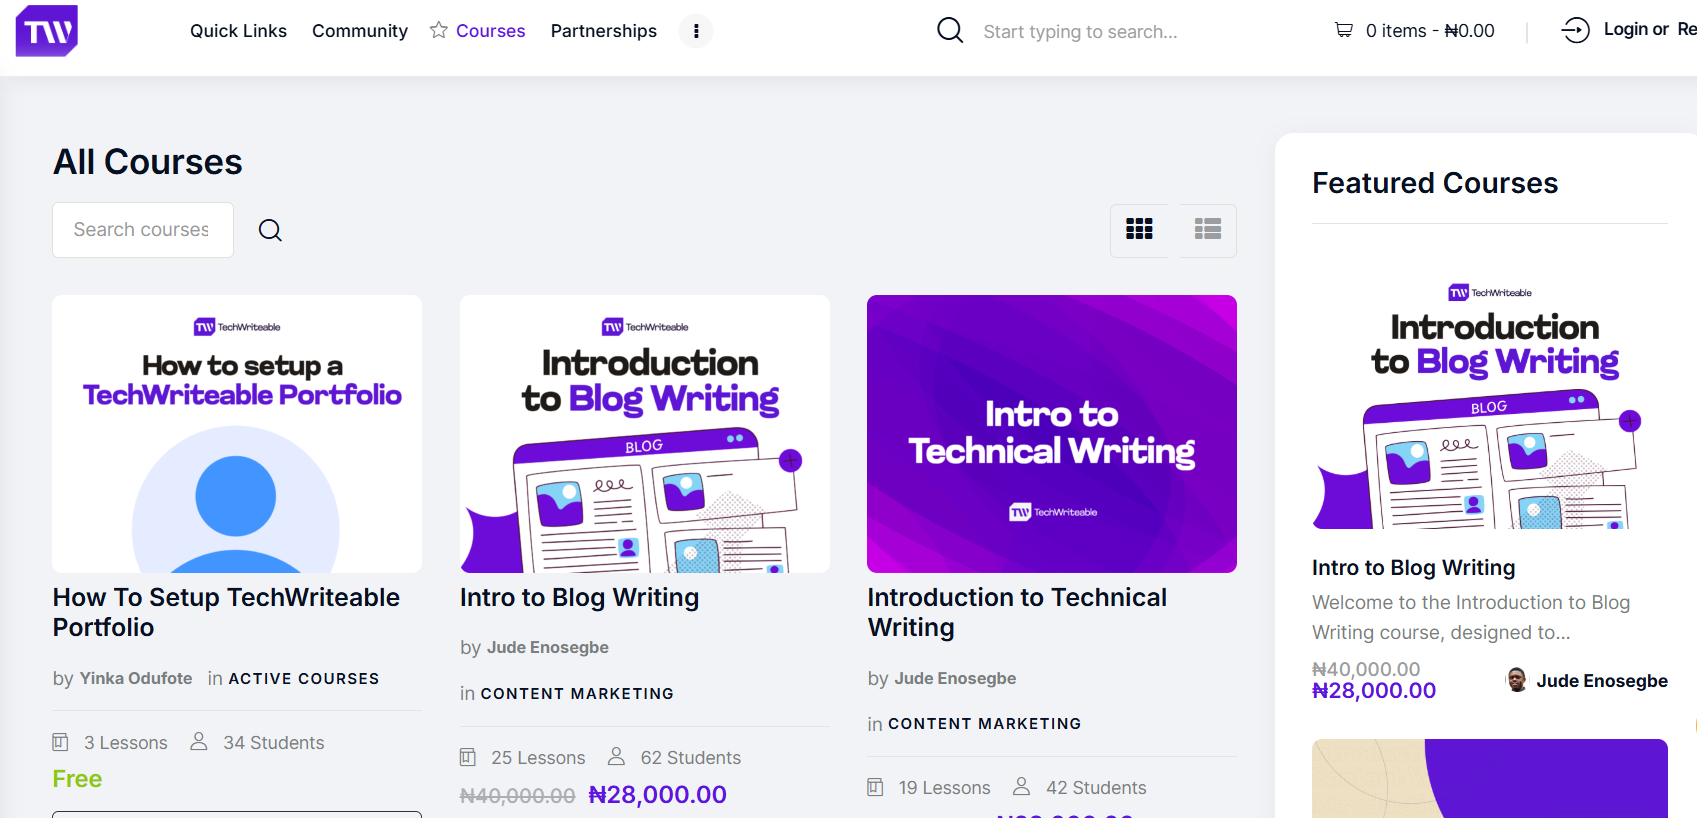 TW
Quick Links
Community
Courses
Partnerships
Start typing to search...
0 items - ₦0.00
Login or Re
All Courses
Search courses
TW TechWriteable
How to setup a
TechWriteable Portfolio
How To Setup TechWriteable
Portfolio
by Yinka Odufote in ACTIVE COURSES
3 Lessons
34 Students
Free
TW TechWriteable
Introduction
to Blog Writing
BLOG
Intro to Blog Writing
by Jude Enosegbe
in CONTENT MARKETING
25 Lessons
62 Students
₦40,000.00 ₦28,000.00
Intro to
Technical Writing
TW TechWriteable
Introduction to Technical
Writing
by Jude Enosegbe
in CONTENT MARKETING
19 Lessons
42 Students
Featured Courses
TW TechWriteable
Introduction
to Blog Writing
BLOG
Intro to Blog Writing
Welcome to the Introduction to Blog
Writing course, designed to...
₦40,000.00
₦28,000.00
Jude Enosegbe